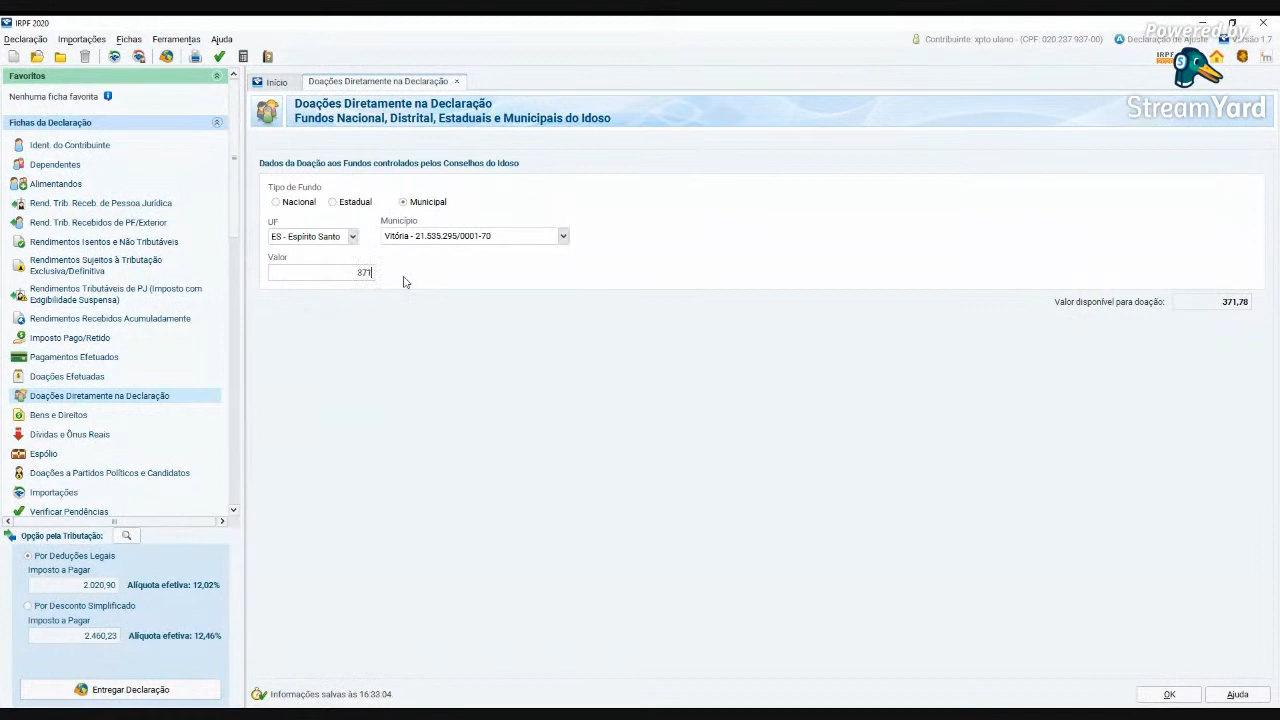 IRPF 2020
Declaração Importações Fichas Ferramentas Ajuda
Contribuinte: xpto ulano - (CPF: 020.237.937-00) Declaração de Ajuste Versão 1.7
Powered by
StreamYard
Favoritos
Nenhuma ficha favorita
Fichas da Declaração
Ident. do Contribuinte
Dependentes
Alimentandos
Rend. Trib. Receb. de Pessoa Jurídica
Rend. Trib. Recebidos de PF/Exterior
Rendimentos Isentos e Não Tributáveis
Rendimentos Sujeitos à Tributação
Exclusiva/Definitiva
Rendimentos Tributáveis de PJ (Imposto com
Exigibilidade Suspensa)
Rendimentos Recebidos Acumuladamente
Imposto Pago/Retido
Pagamentos Efetuados
Doações Efetuadas
Doações Diretamente na Declaração
Bens e Direitos
Dívidas e Ônus Reais
Espólio
Doações a Partidos Políticos e Candidatos
Importações
Verificar Pendências
Opção pela Tributação:
Por Deduções Legais
Imposto a Pagar
2.020,90 Alíquota efetiva: 12,02%
Por Desconto Simplificado
Imposto a Pagar
2.460,23 Alíquota efetiva: 12,46%
Entregar Declaração
Início
Doações Diretamente na Declaração ×
Doações Diretamente na Declaração
Fundos Nacional, Distrital, Estaduais e Municipais do Idoso
Dados da Doação aos Fundos controlados pelos Conselhos do Idoso
Tipo de Fundo
Nacional Estadual Municipal
UF Município
ES - Espírito Santo Vitória - 21.535.295/0001-70
Valor
371
Valor disponível para doação: 371,78
Informações salvas às 16:33:04.
OK Ajuda